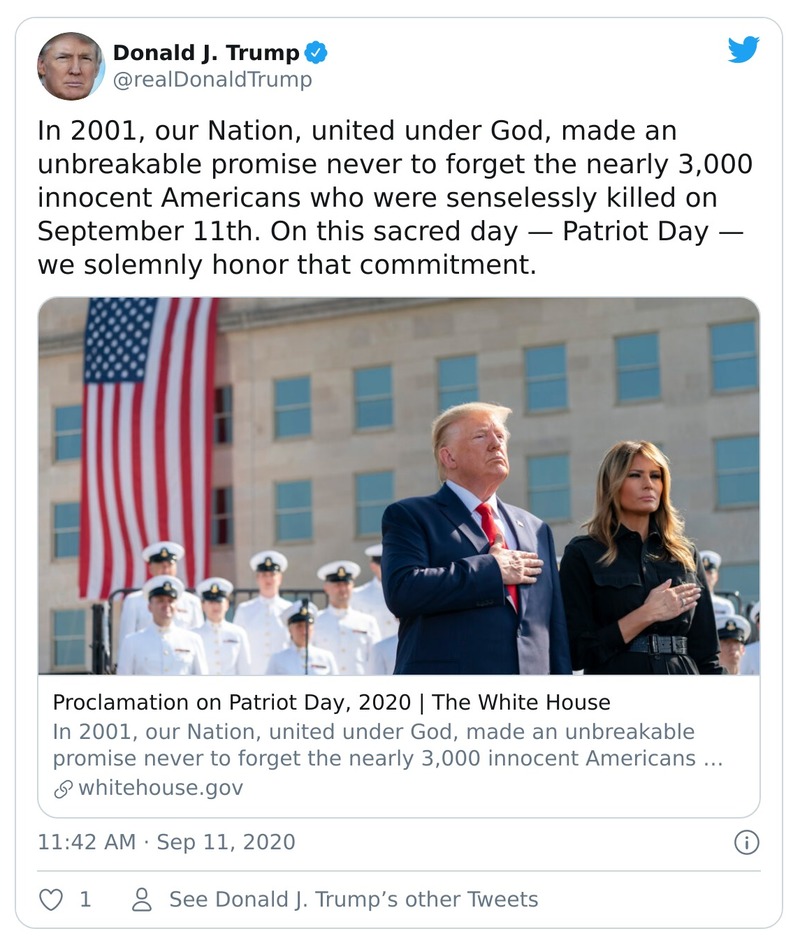 Donald J. Trump
@realDonaldTrump
In 2001, our Nation, united under God, made an
unbreakable promise never to forget the nearly 3,000
innocent Americans who were senselessly killed on
September 11th. On this sacred day — Patriot Day —
we solemnly honor that commitment.
Proclamation on Patriot Day, 2020 | The White House
In 2001, our Nation, united under God, made an unbreakable
promise never to forget the nearly 3,000 innocent Americans ...
whitehouse.gov
11:42 AM · Sep 11, 2020
1 See Donald J. Trump’s other Tweets